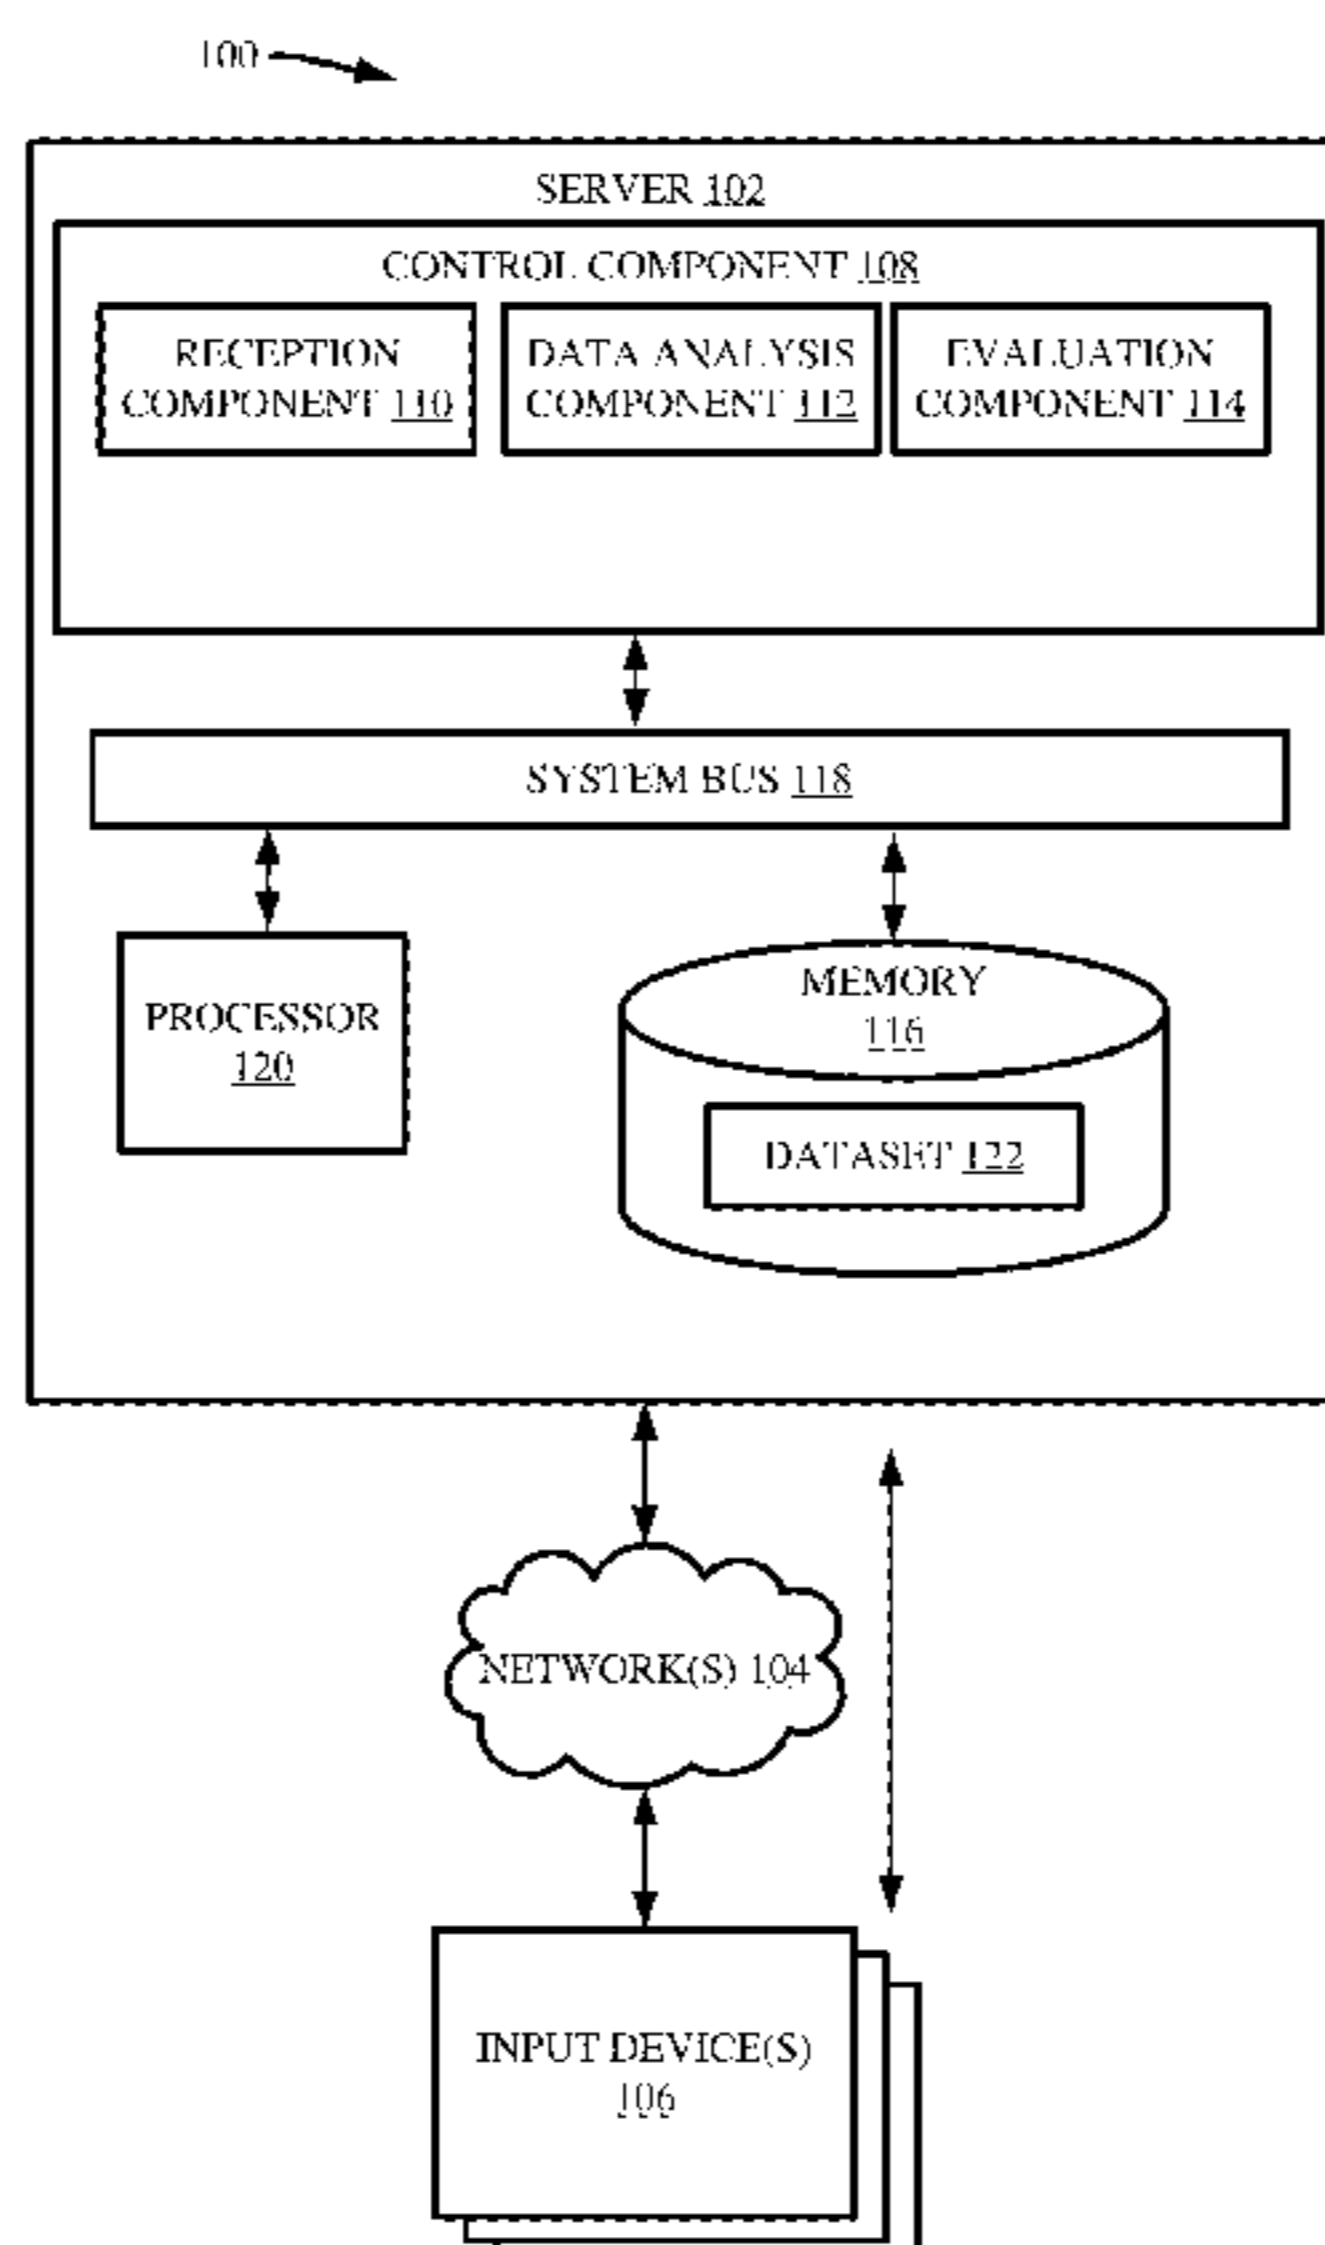 100
SERVER 102
CONTROL COMPONENT 108
RECEPTION
COMPONENT 110
DATA ANALYSIS
COMPONENT 112
EVALUATION
COMPONENT 114
SYSTEM BUS 118
PROCESSOR
120
MEMORY
116
DATASET 122
NETWORK(S) 104
INPUT DEVICE(S)
106